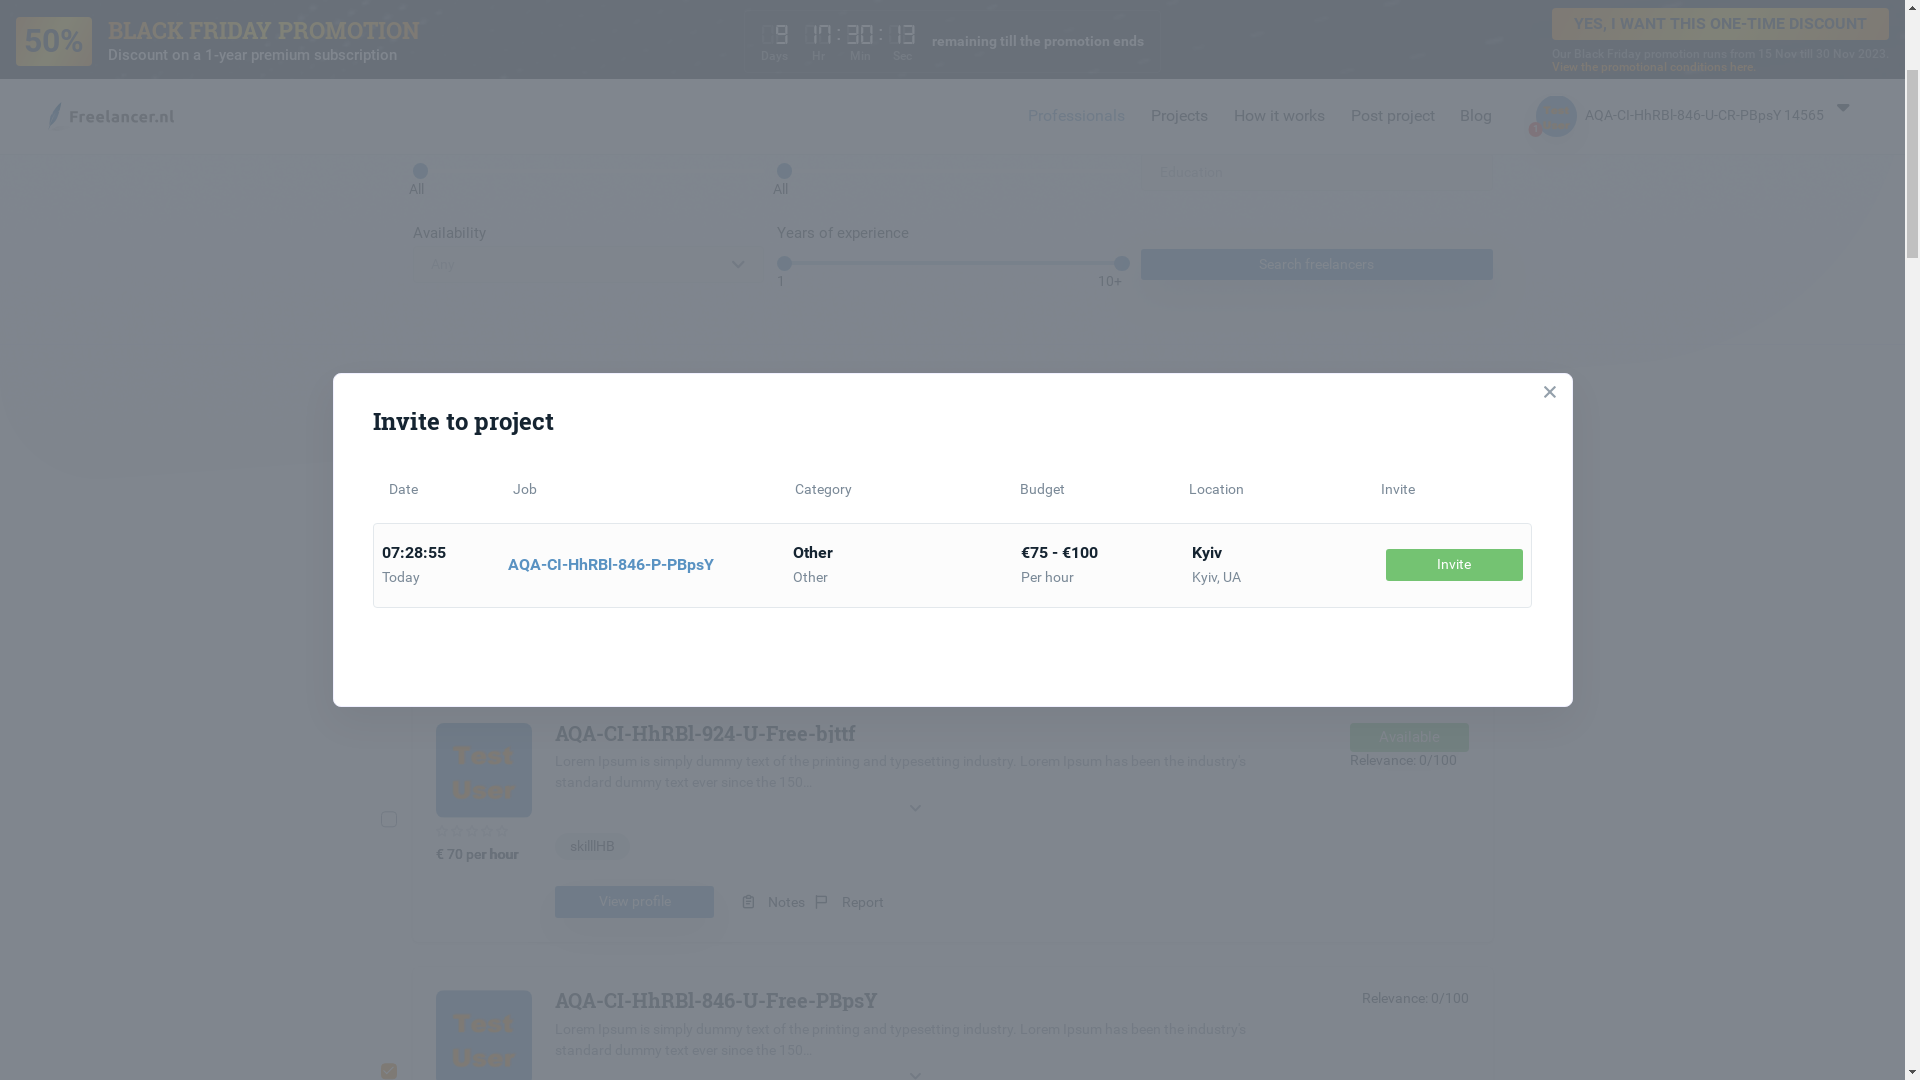 50%
BLACK FRIDAY PROMOTION
Discount on a 1-year premium subscription
9 17 : 30 : 13
Days Hr Min Sec
remaining till the promotion ends
YES, I WANT THIS ONE-TIME DISCOUNT
Our Black Friday promotion runs from 15 Nov till 30 Nov 2023
View the promotional conditions here
Freelancer.nl
Professionals
Projects
How it works
Post project
Blog
1
AQA-CI-HhRBl-846-U-CR-PBpsY 14565
All
All
Education
Availability
Years of experience
Any
1
10+
Search freelancers
Invite to project
Date Job Category Budget Location Invite
07:28:55
Today
AQA-CI-HhRBl-846-P-PBpsY
Other
Other
€75 - €100
Per hour
Kyiv
Kyiv, UA
Invite
Test
User
AQA-CI-HhRBl-924-U-Free-bjttf
Lorem Ipsum is simply dummy text of the printing and typesetting industry. Lorem Ipsum has been the industry's
standard dummy text ever since the 150...
Available
Relevance: 0/100
€ 70 per hour
skillHB
View profile
Notes
Report
Test
User
AQA-CI-HhRBl-846-U-Free-PBpsY
Lorem Ipsum is simply dummy text of the printing and typesetting industry. Lorem Ipsum has been the industry's
standard dummy text ever since the 150...
Relevance: 0/100